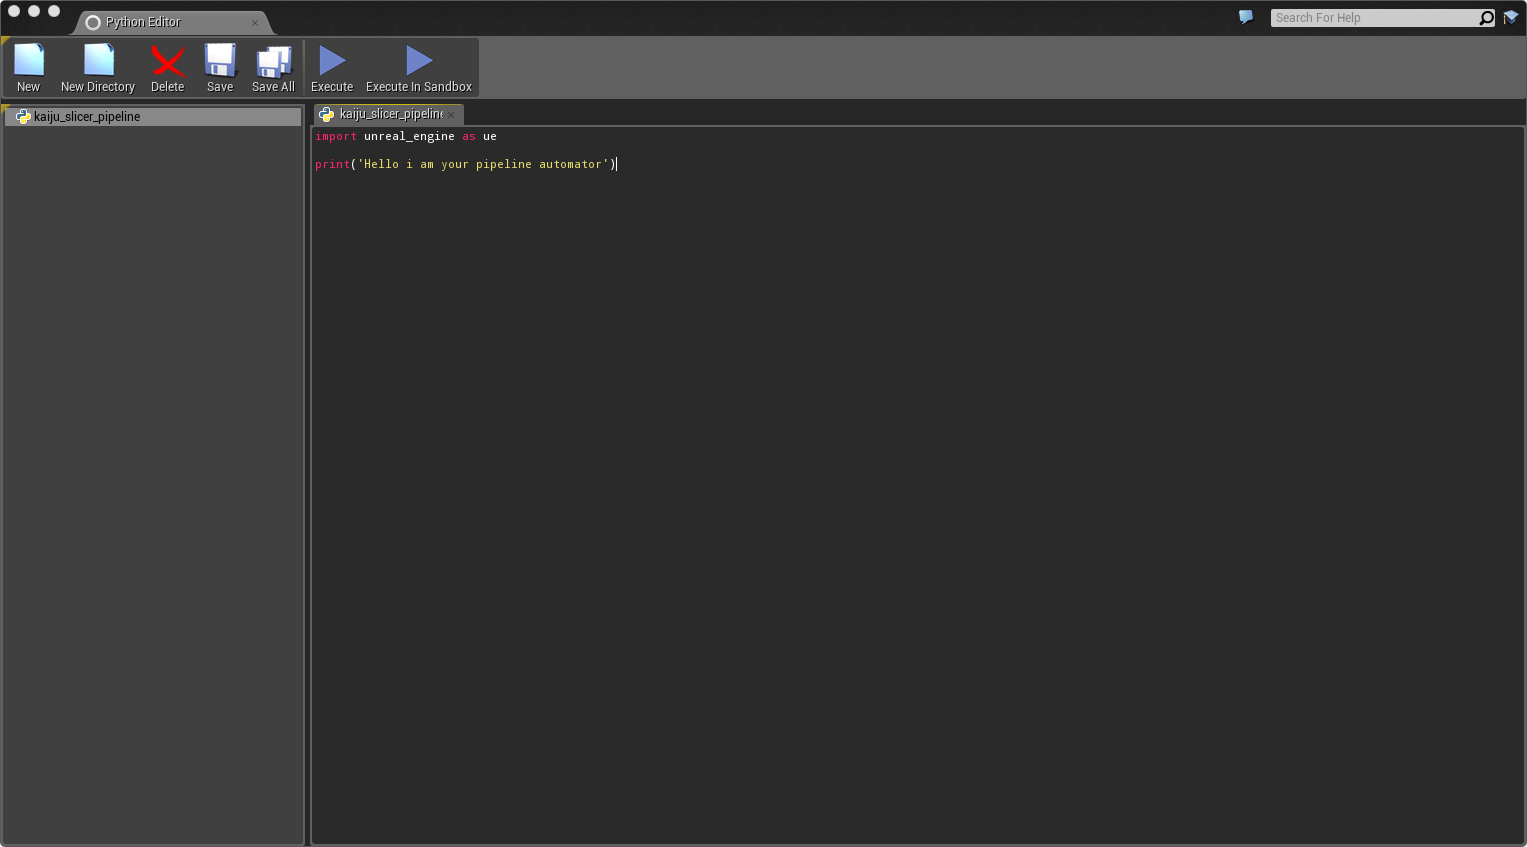 Python Editor
Search For Help
New
New Directory
Delete
Save
Save All
Execute
Execute In Sandbox
kaiju_slicer_pipeline
kaiju_slicer_pipeline
import unreal_engine as ue
print('Hello i am your pipeline automator')